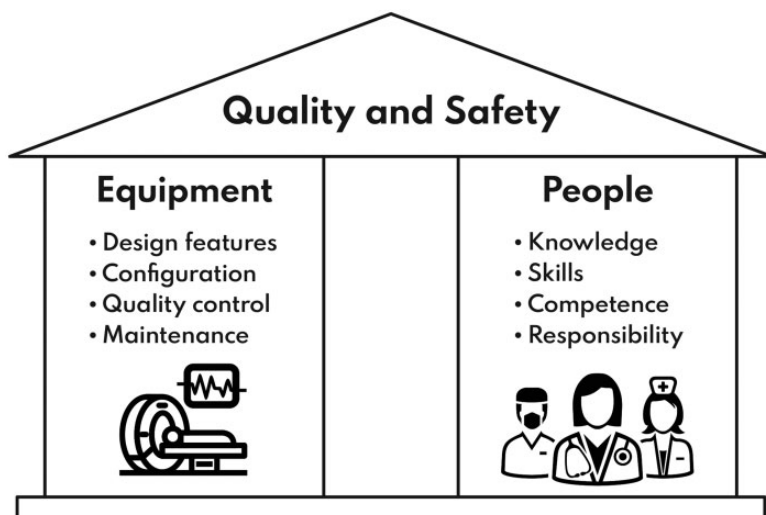 Quality and Safety
Equipment
• Design features
• Configuration
• Quality control
• Maintenance
People
• Knowledge
• Skills
• Competence
• Responsibility